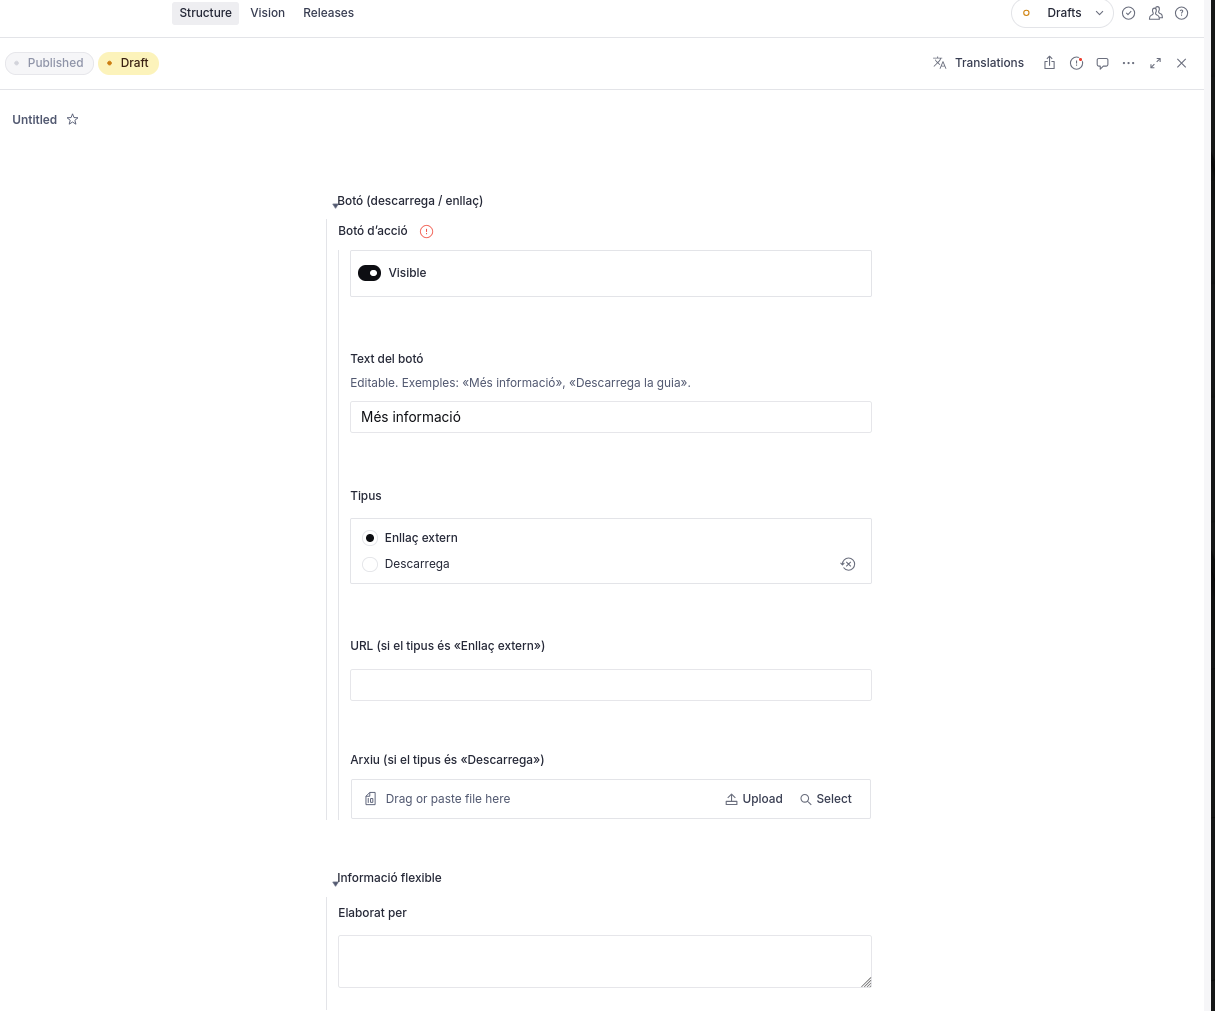 Structure Vision Releases Drafts
Published Draft Translations
Untitled
Botó (descarrega / enllaç)
Botó d’acció
Visible
Text del botó
Editable. Exemples: «Més informació», «Descarrega la guia».
Més informació
Tipus
Enllaç extern
Descarrega
URL (si el tipus és «Enllaç extern»)
Arxiu (si el tipus és «Descarrega»)
Drag or paste file here Upload Select
Informació flexible
Elaborat per